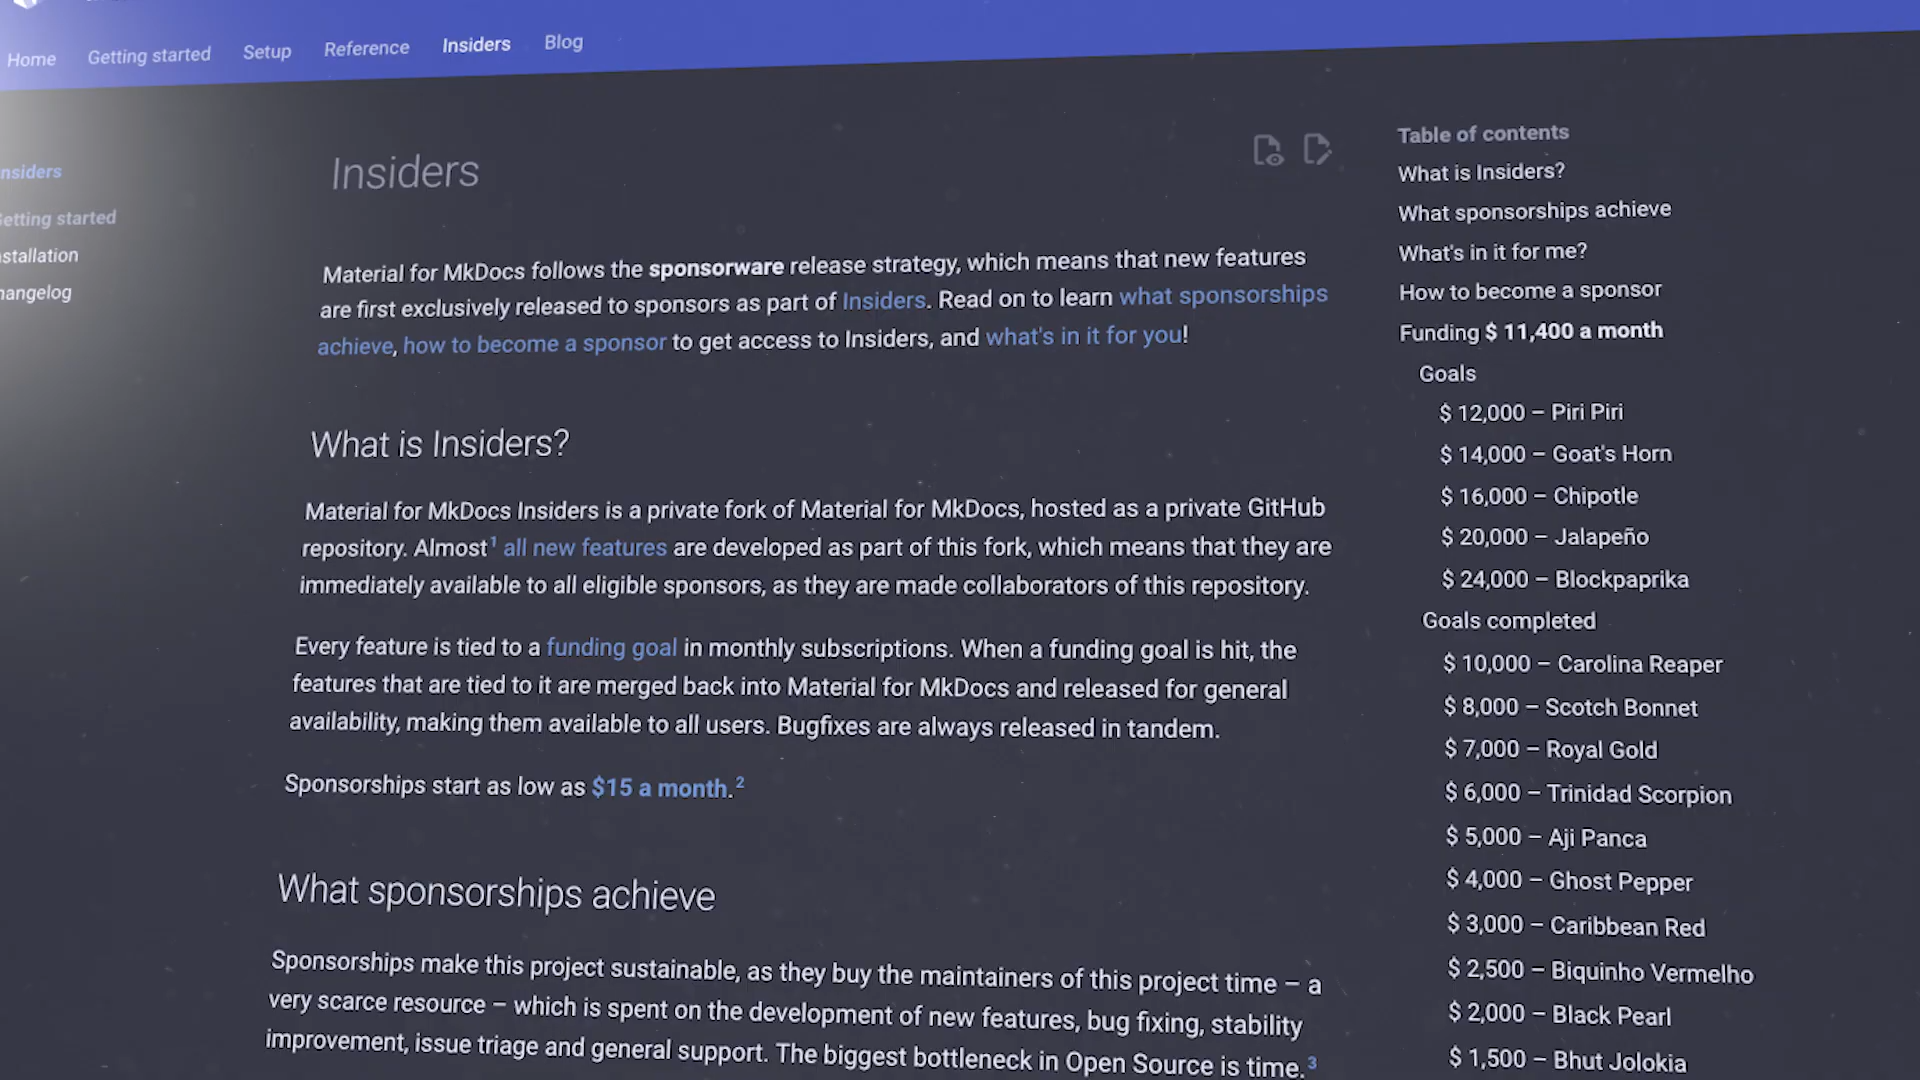 Home Getting started Setup Reference Insiders Blog
nsiders
Getting started
stallation
hangelog
Insiders
Material for MkDocs follows the sponsorware release strategy, which means that new features
are first exclusively released to sponsors as part of Insiders. Read on to learn what sponsorships
achieve, how to become a sponsor to get access to Insiders, and what's in it for you!
What is Insiders?
Material for MkDocs Insiders is a private fork of Material for MkDocs, hosted as a private GitHub
repository. Almost¹ all new features are developed as part of this fork, which means that they are
immediately available to all eligible sponsors, as they are made collaborators of this repository.
Every feature is tied to a funding goal in monthly subscriptions. When a funding goal is hit, the
features that are tied to it are merged back into Material for MkDocs and released for general
availability, making them available to all users. Bugfixes are always released in tandem.
Sponsorships start as low as $15 a month.²
What sponsorships achieve
Sponsorships make this project sustainable, as they buy the maintainers of this project time – a
very scarce resource – which is spent on the development of new features, bug fixing, stability
improvement, issue triage and general support. The biggest bottleneck in Open Source is time.³
Table of contents
What is Insiders?
What sponsorships achieve
What's in it for me?
How to become a sponsor
Funding $ 11,400 a month
Goals
$ 12,000 – Piri Piri
$ 14,000 – Goat's Horn
$ 16,000 – Chipotle
$ 20,000 – Jalapeño
$ 24,000 – Blockpaprika
Goals completed
$ 10,000 – Carolina Reaper
$ 8,000 – Scotch Bonnet
$ 7,000 – Royal Gold
$ 6,000 – Trinidad Scorpion
$ 5,000 – Aji Panca
$ 4,000 – Ghost Pepper
$ 3,000 – Caribbean Red
$ 2,500 – Biquinho Vermelho
$ 2,000 – Black Pearl
$ 1,500 – Bhut Jolokia